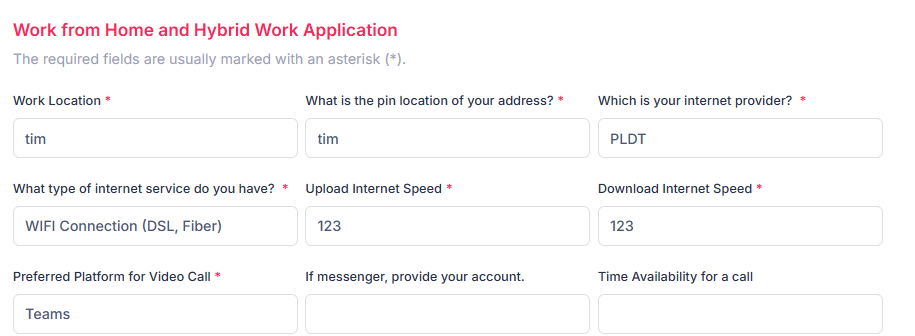 Work from Home and Hybrid Work Application
The required fields are usually marked with an asterisk (*).
Work Location * What is the pin location of your address? * Which is your internet provider? *
tim tim PLDT
What type of internet service do you have? * Upload Internet Speed * Download Internet Speed *
WIFI Connection (DSL, Fiber) 123 123
Preferred Platform for Video Call * If messenger, provide your account. Time Availability for a call
Teams